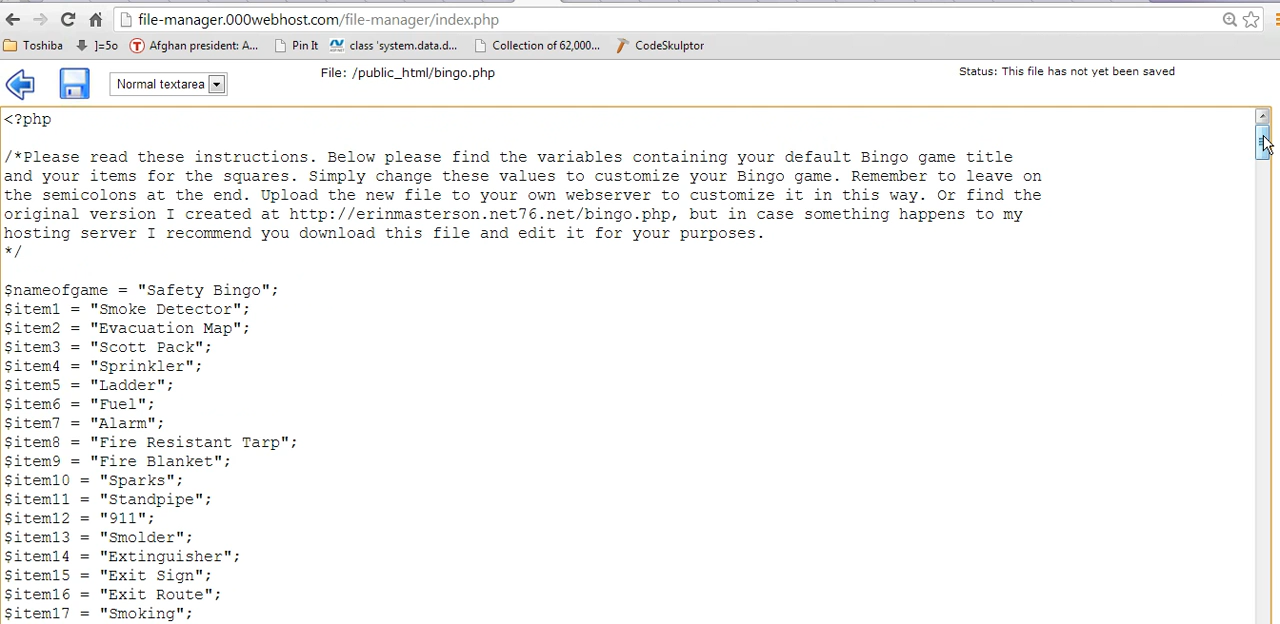 file-manager.000webhost.com/file-manager/index.php
Toshiba ]=5o Afghan president: A... Pin It class 'system.data.d... Collection of 62,000... CodeSkulptor
Normal textarea File: /public_html/bingo.php Status: This file has not yet been saved
<?php
/*Please read these instructions. Below please find the variables containing your default Bingo game title
and your items for the squares. Simply change these values to customize your Bingo game. Remember to leave on
the semicolons at the end. Upload the new file to your own webserver to customize it in this way. Or find the
original version I created at http://erinmasterson.net76.net/bingo.php, but in case something happens to my
hosting server I recommend you download this file and edit it for your purposes.
*/
$nameofgame = "Safety Bingo";
$item1 = "Smoke Detector";
$item2 = "Evacuation Map";
$item3 = "Scott Pack";
$item4 = "Sprinkler";
$item5 = "Ladder";
$item6 = "Fuel";
$item7 = "Alarm";
$item8 = "Fire Resistant Tarp";
$item9 = "Fire Blanket";
$item10 = "Sparks";
$item11 = "Standpipe";
$item12 = "911";
$item13 = "Smolder";
$item14 = "Extinguisher";
$item15 = "Exit Sign";
$item16 = "Exit Route";
$item17 = "Smoking";